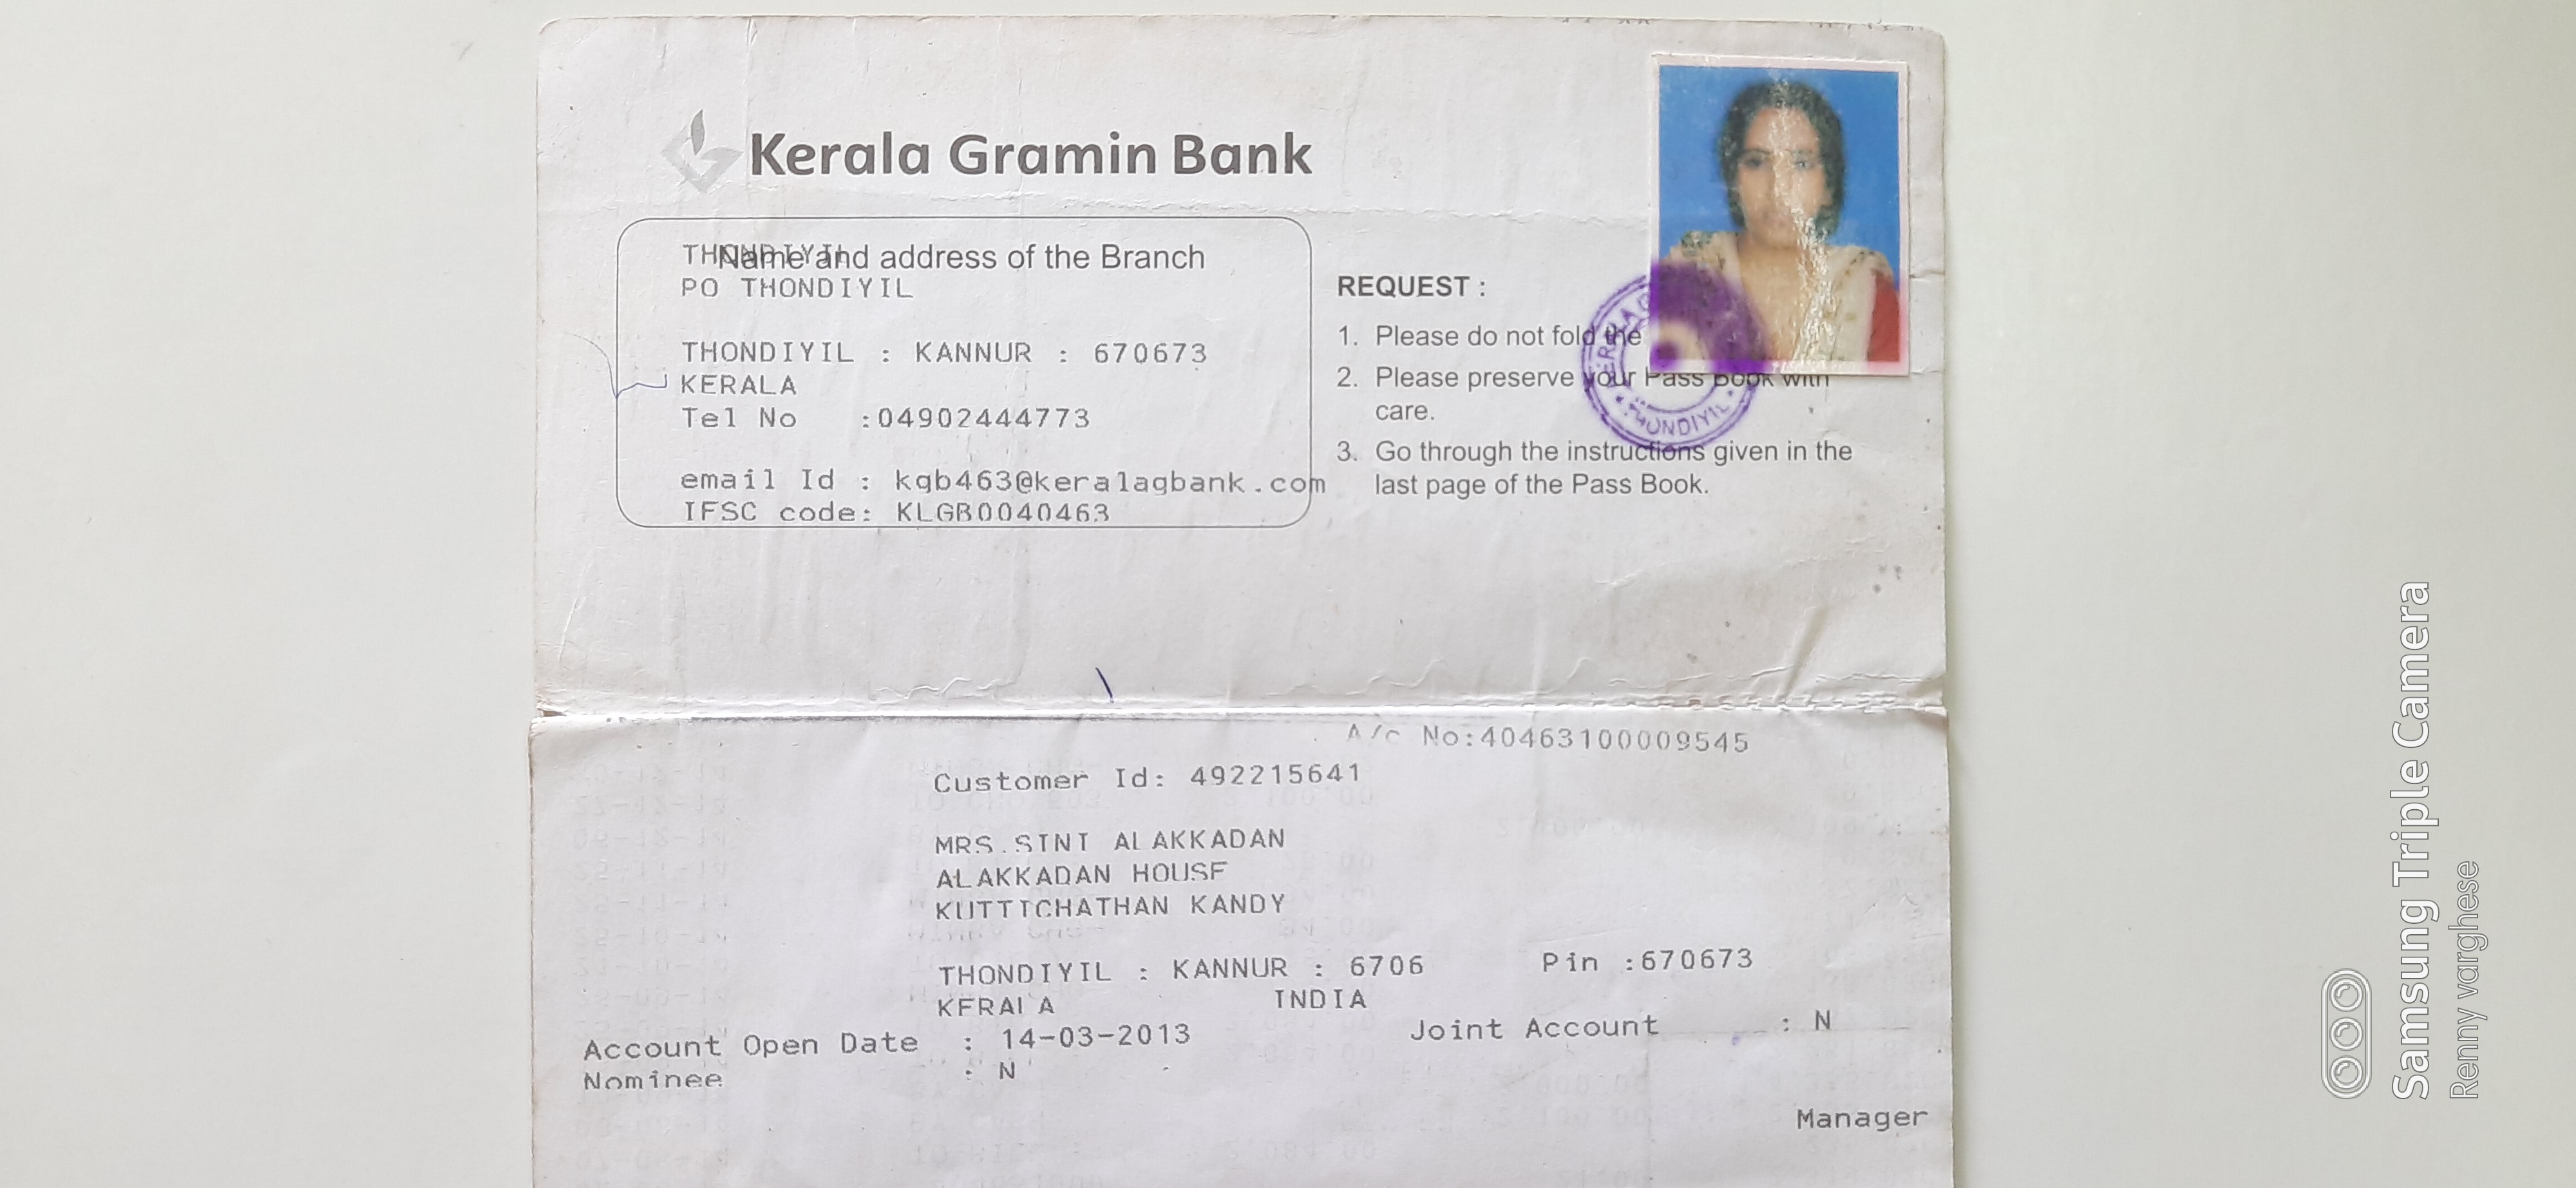 Kerala Gramin Bank
Name and address of the Branch
PO THONDIYIL
THONDIYIL : KANNUR : 670673
KERALA
Tel No :04902444773
email Id : kgb463@keralagbank.com
IFSC code: KLGB0040463
REQUEST :
1. Please do not fold the
2. Please preserve your Pass Book with
care.
3. Go through the instructions given in the
last page of the Pass Book.
A/c No:40463100009545
Customer Id: 492215641
MRS.SINI ALAKKADAN
ALAKKADAN HOUSE
KUTTICHATHAN KANDY
THONDIYIL : KANNUR : 6706 Pin :670673
KERALA INDIA
Account Open Date : 14-03-2013 Joint Account : N
Nominee : N
Manager
Samsung Triple Camera
Renny varghese